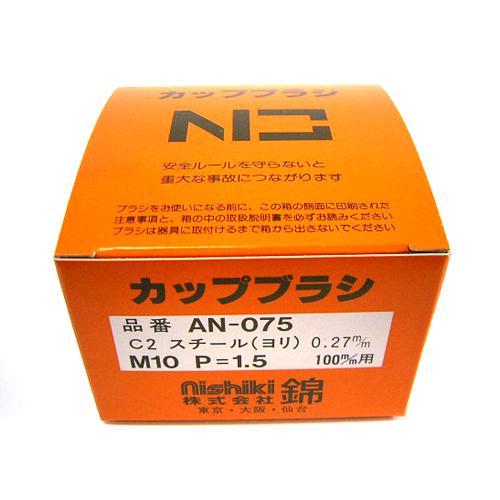 カップブラシ
安全ルールを守らないと
重大な事故につながります
ブラシをお使いになる前に、この箱の側面に印刷された
注意事項と、箱の中の取扱説明書を必ずお読みください
ブラシは器具に取付けるまで箱から出さないでください
カップブラシ
品番 AN-075
C2 スチール(ヨリ) 0.27m/m
M10 P=1.5 100m/m用
nishiki
株式会社 錦
東京・大阪・仙台